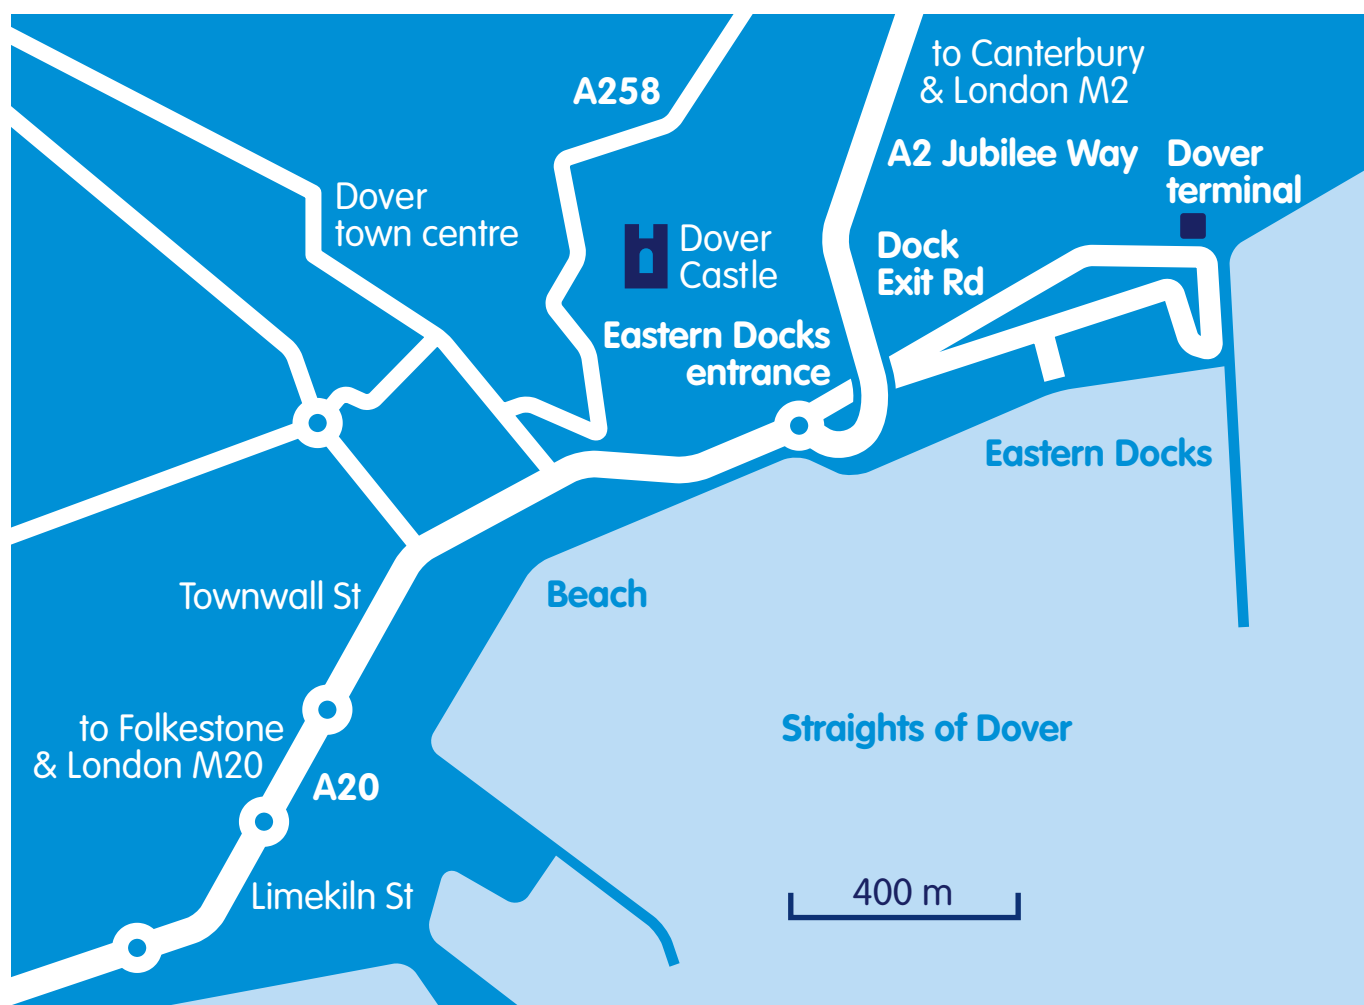 to Canterbury
& London M2
A258
A2 Jubilee Way
Dover
terminal
Dover
town centre
Dover
Castle
Dock
Exit Rd
Eastern Docks
entrance
Eastern Docks
Townwall St
Beach
to Folkestone
& London M20
Straights of Dover
A20
Limekiln St
400 m